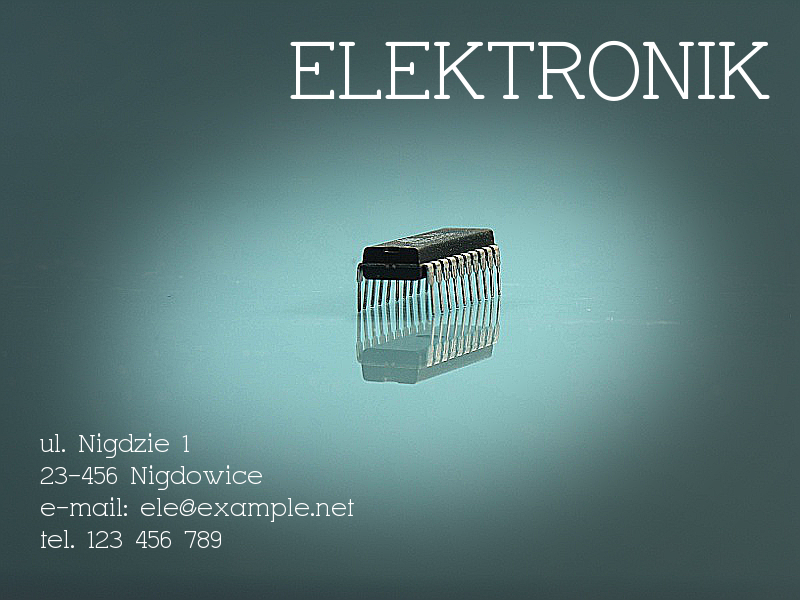 ELEKTRONIK
ul. Nigdzie 1
23-456 Nigdowice
e-mail: ele@example.net
tel. 123 456 789